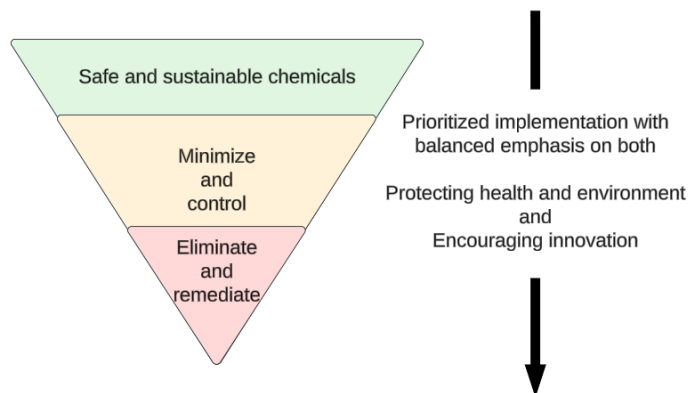 Safe and sustainable chemicals
Minimize
and
control
Eliminate
and
remediate
Prioritized implementation with
balanced emphasis on both
Protecting health and environment
and
Encouraging innovation